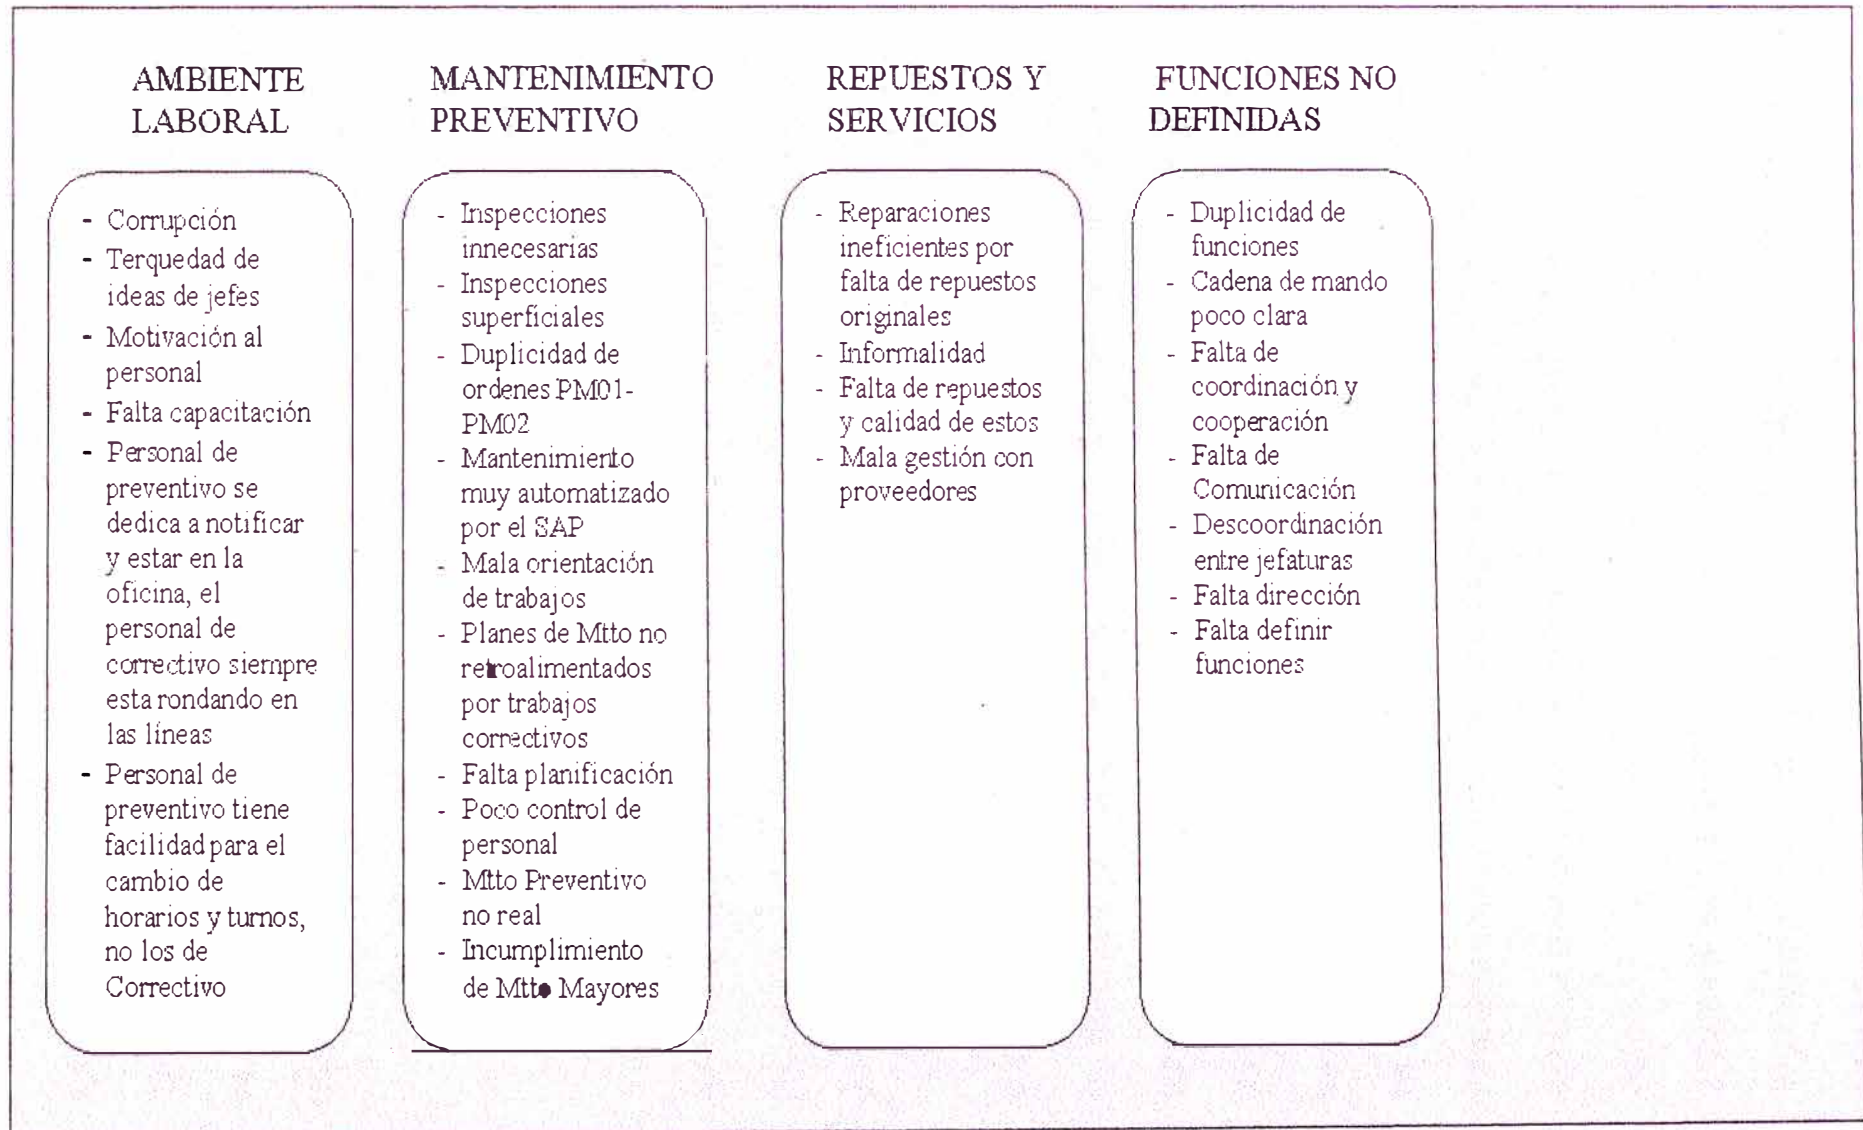 AMBIENTE
LABORAL
- Corrupción
- Terquedad de
ideas de jefes
- Motivación al
personal
- Falta capacitación
- Personal de
preventivo se
dedica a notificar
y estar en la
oficina, el
personal de
correctivo siempre
esta rondando en
las líneas
- Personal de
preventivo tiene
facilidad para el
cambio de
horarios y turnos,
no los de
Correctivo
MANTENIMIENTO
PREVENTIVO
- Inspecciones
innecesarias
- Inspecciones
superficiales
- Duplicidad de
ordenes PM01-
PM02
- Mantenimiento
muy automatizado
por el SAP
- Mala orientación
de trabajos
- Planes de Mtto no
retroalimentados
por trabajos
correctivos
- Falta planificación
- Poco control de
personal
- Mtto Preventivo
no real
- Incumplimiento
de Mtto Mayores
REPUESTOS Y
SERVICIOS
- Reparaciones
ineficientes por
falta de repuestos
originales
- Informalidad
- Falta de repuestos
y calidad de estos
- Mala gestión con
proveedores
FUNCIONES NO
DEFINIDAS
- Duplicidad de
funciones
- Cadena de mando
poco clara
- Falta de
coordinación y
cooperación
- Falta de
Comunicación
- Descoordinación
entre jefaturas
- Falta dirección
- Falta definir
funciones